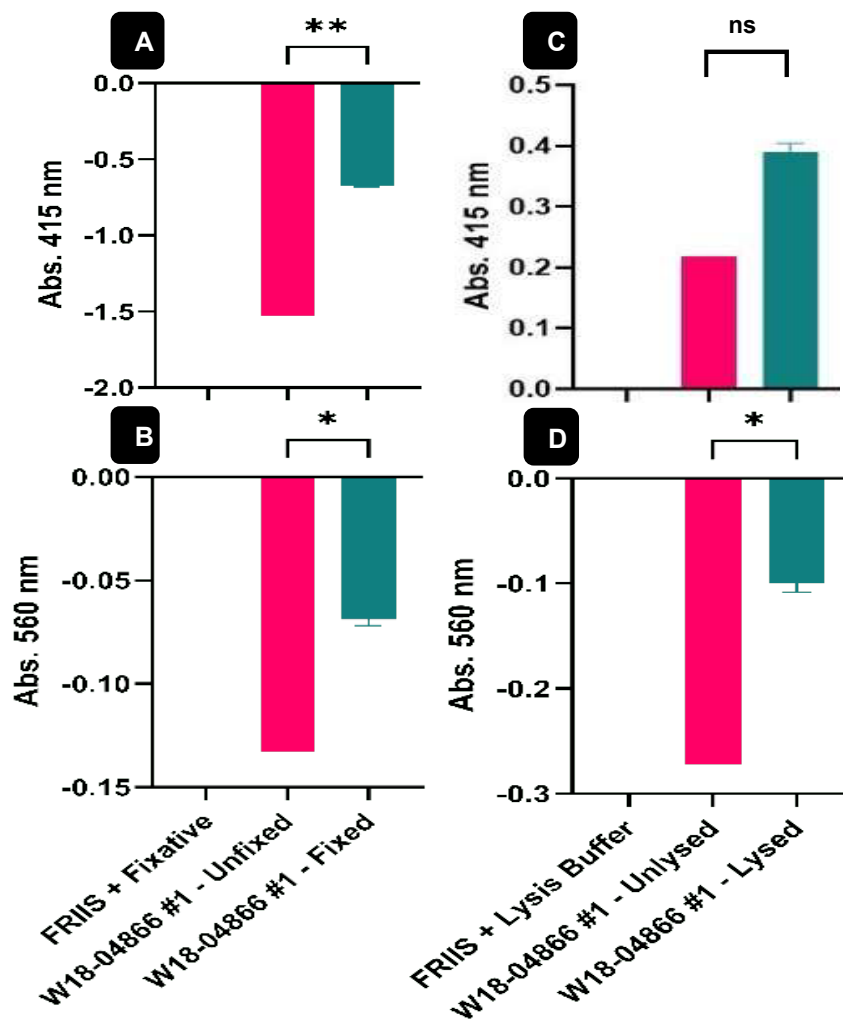 A
**
Abs. 415 nm
0.0
-0.5
-1.0
-1.5
-2.0
C
ns
Abs. 415 nm
0.5
0.4
0.3
0.2
0.1
0.0
B
*
Abs. 560 nm
0.00
-0.05
-0.10
-0.15
FRIIS + Fixative
W18-04866 #1 - Unfixed
W18-04866 #1 - Fixed
D
*
Abs. 560 nm
0.0
-0.1
-0.2
-0.3
FRIIS + Lysis Buffer
W18-04866 #1 - Unlysed
W18-04866 #1 - Lysed